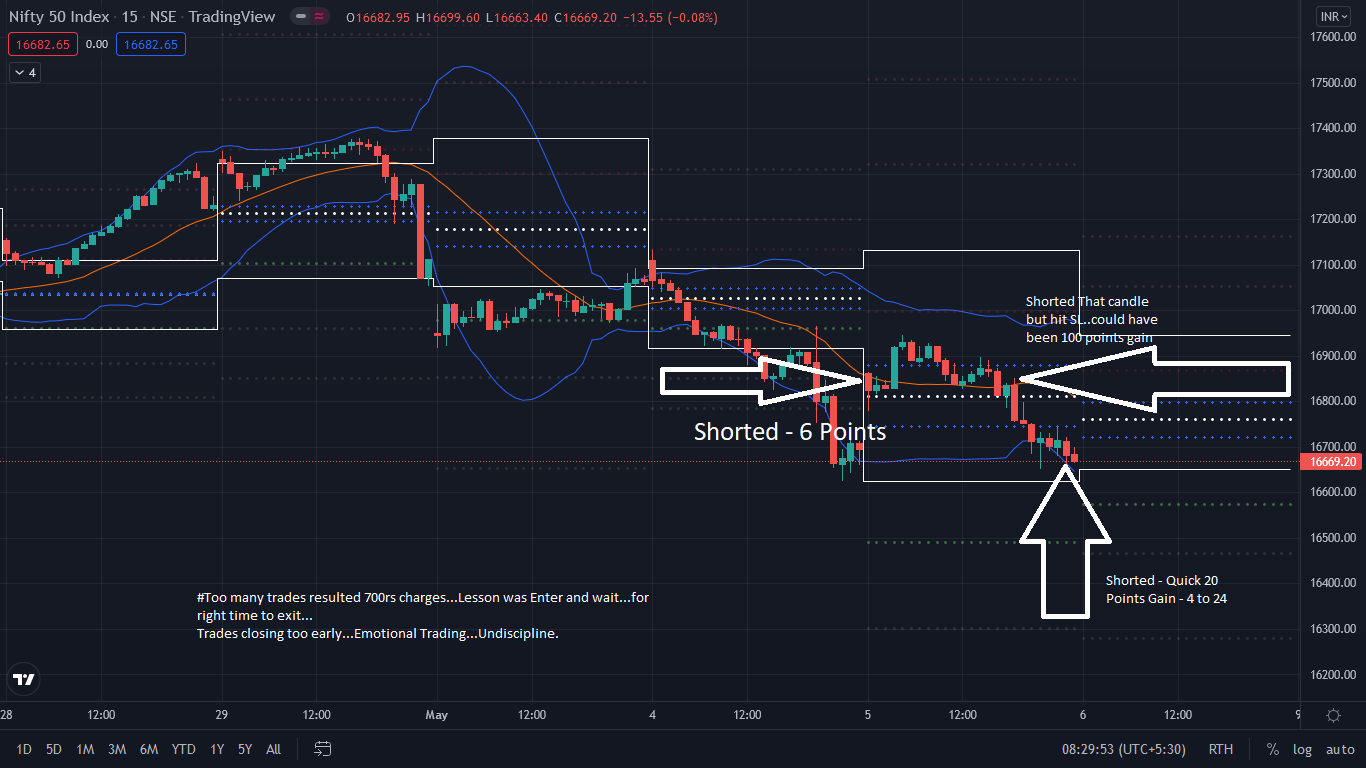 Nifty 50 Index · 15 · NSE · TradingView O16682.95 H16699.60 L16663.40 C16669.20 −13.55 (−0.08%)
INR
16682.65 0.00 16682.65
4
17600.00
17500.00
17400.00
17300.00
17200.00
17100.00
17000.00
16900.00
16800.00
16700.00
16669.20
16600.00
16500.00
16400.00
16300.00
16200.00
Shorted That candle
but hit SL..could have
been 100 points gain
Shorted - 6 Points
Shorted - Quick 20
Points Gain - 4 to 24
#Too many trades resulted 700rs charges...Lesson was Enter and wait...for
right time to exit...
Trades closing too early...Emotional Trading...Undiscipline.
28 12:00 29 12:00 May 12:00 4 12:00 5 12:00 6 12:00 9
1D 5D 1M 3M 6M YTD 1Y 5Y All 08:29:53 (UTC+5:30) RTH % log auto